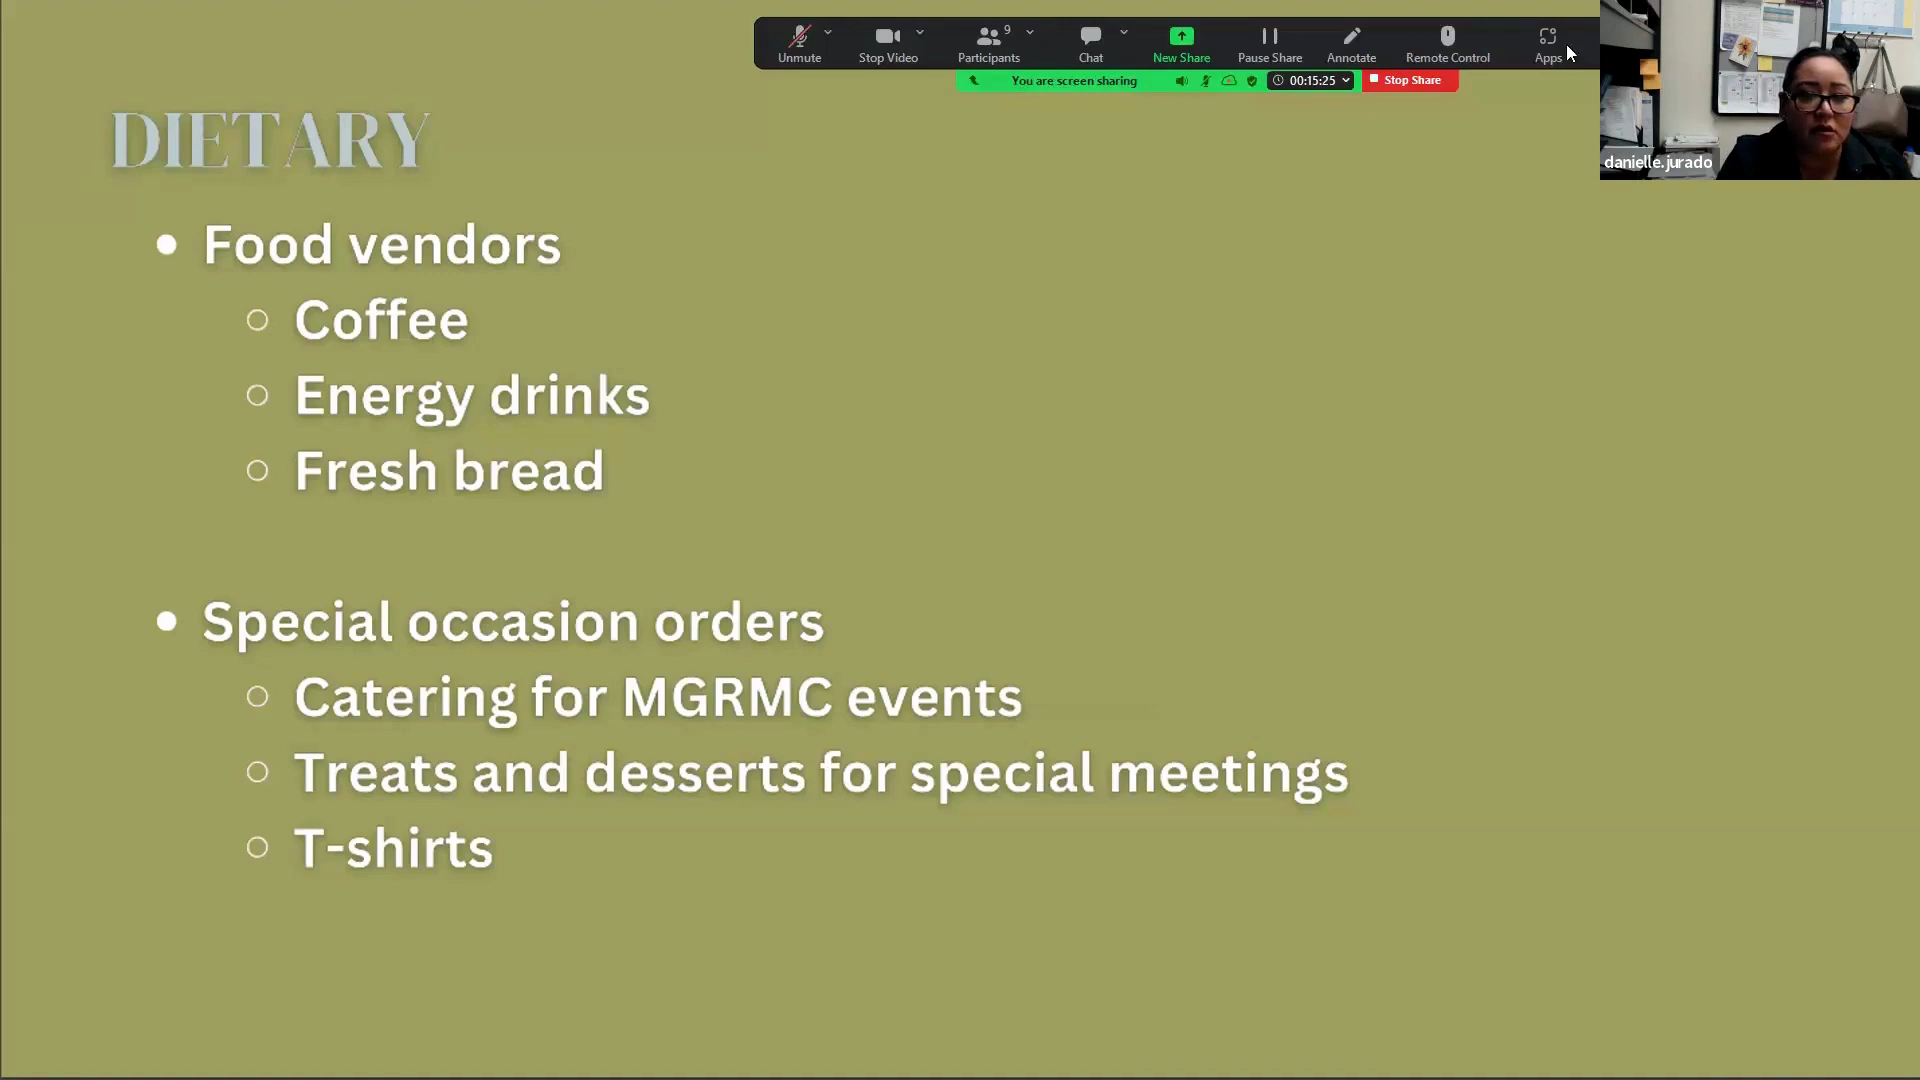 Unmute
Stop Video
Participants
9
Chat
New Share
Pause Share
Annotate
Remote Control
Apps
You are screen sharing
00:15:25
Stop Share
danielle.jurado
DIETARY
• Food vendors
○ Coffee
○ Energy drinks
○ Fresh bread
• Special occasion orders
○ Catering for MGRMC events
○ Treats and desserts for special meetings
○ T-shirts